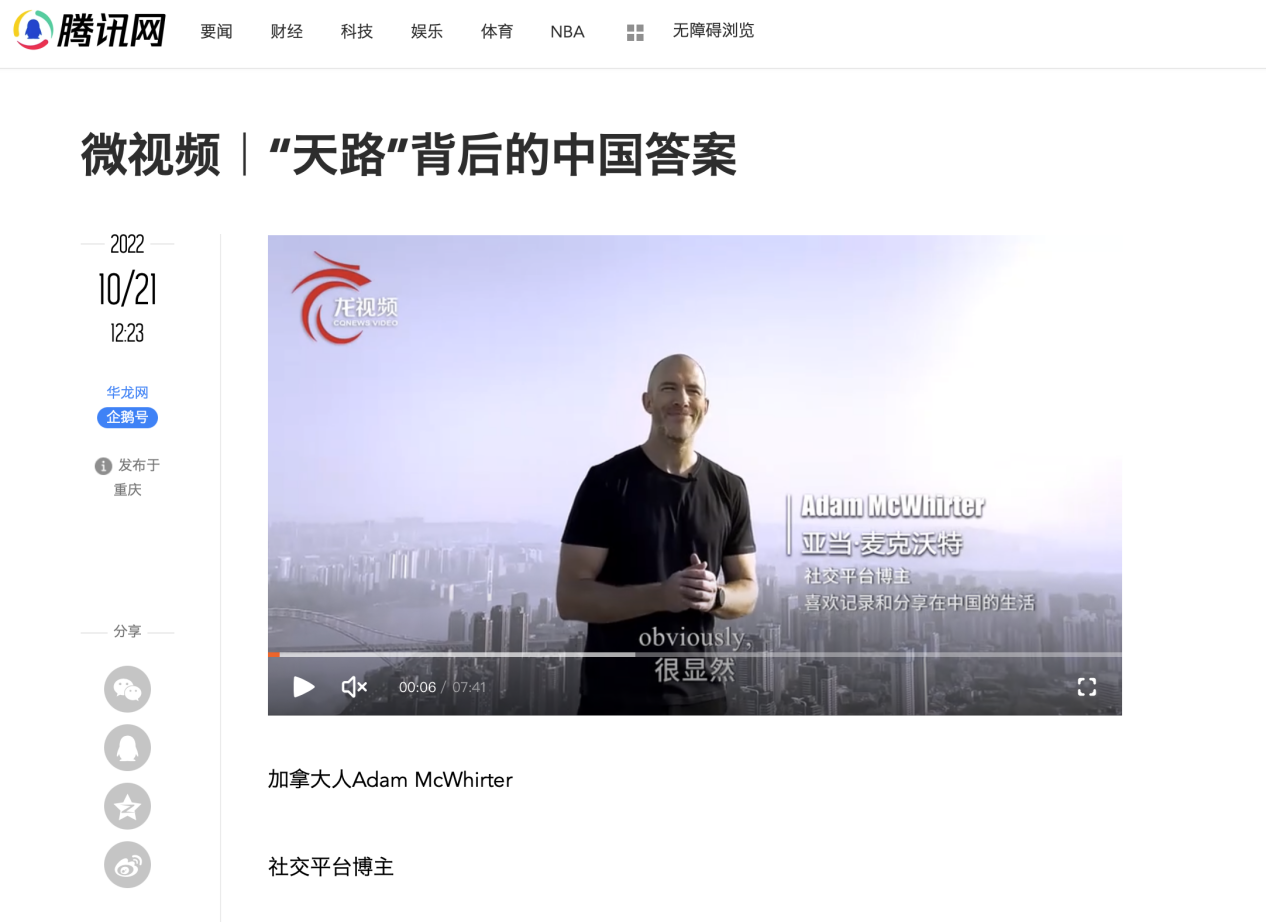 腾讯网 要闻 财经 科技 娱乐 体育 NBA 无障碍浏览
微视频｜“天路”背后的中国答案
2022
10/21
12:23
华龙网
企鹅号
发布于
重庆
分享
龙视频
CQNEWS VIDEO
Adam McWhirter
亚当·麦克沃特
社交平台博主
喜欢记录和分享在中国的生活
obviously,
很显然
00:06 / 07:41
加拿大人Adam McWhirter
社交平台博主